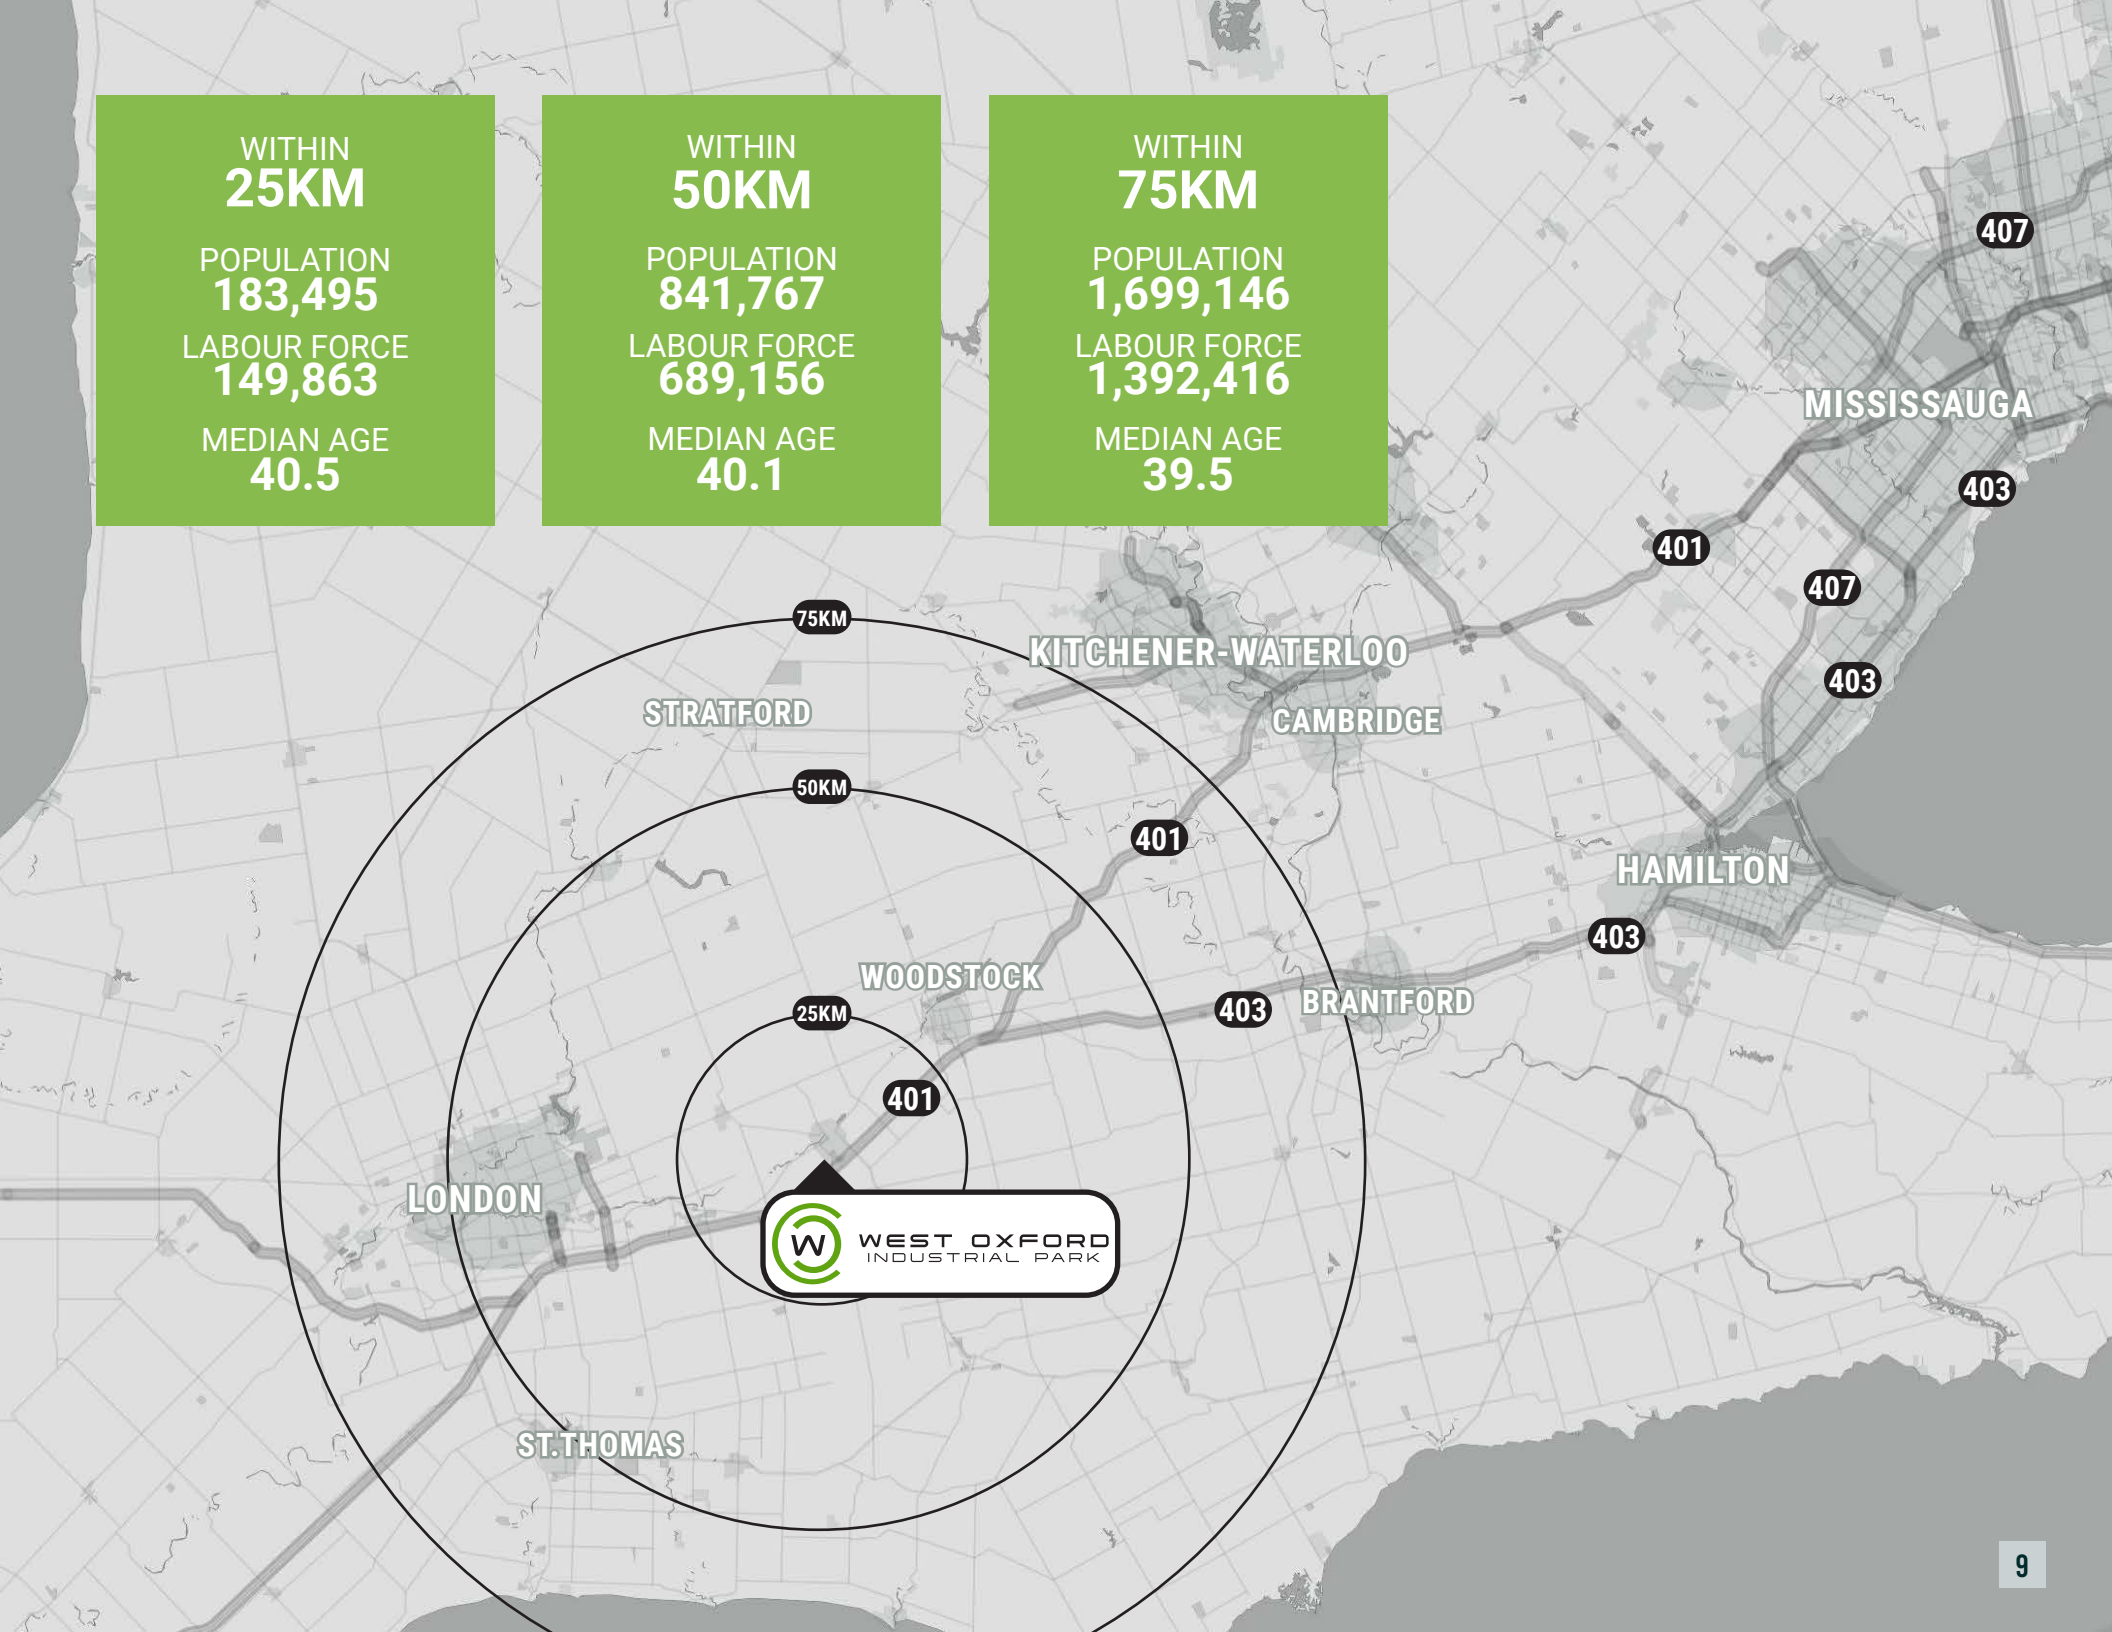 WITHIN
25KM
POPULATION
183,495
LABOUR FORCE
149,863
MEDIAN AGE
40.5
WITHIN
50KM
POPULATION
841,767
LABOUR FORCE
689,156
MEDIAN AGE
40.1
WITHIN
75KM
POPULATION
1,699,146
LABOUR FORCE
1,392,416
MEDIAN AGE
39.5
407
MISSISSAUGA
403
401
407
75KM
KITCHENER-WATERLOO
403
STRATFORD
CAMBRIDGE
50KM
401
HAMILTON
403
WOODSTOCK
25KM
403
BRANTFORD
401
LONDON
W
WEST OXFORD
INDUSTRIAL PARK
ST.THOMAS
9